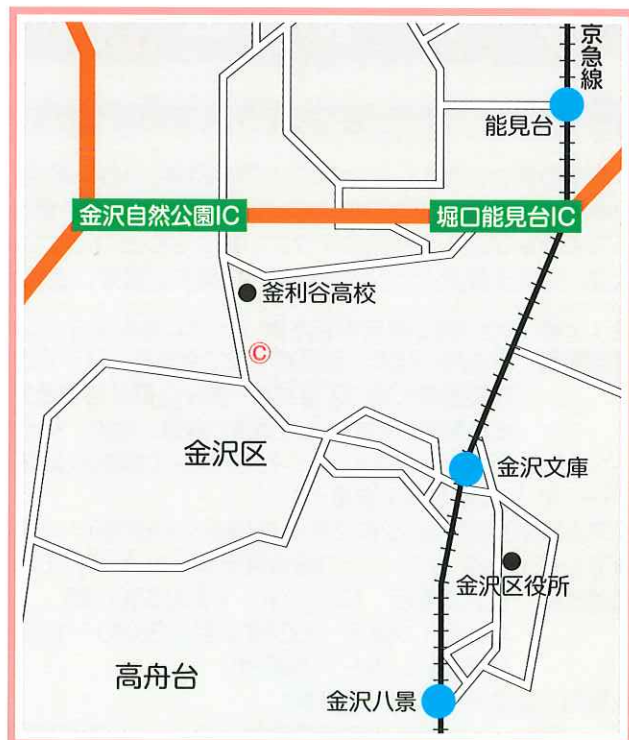 京急線
能見台
金沢自然公園IC
堀口能見台IC
釜利谷高校
Ⓒ
金沢区
金沢文庫
金沢区役所
高舟台
金沢八景